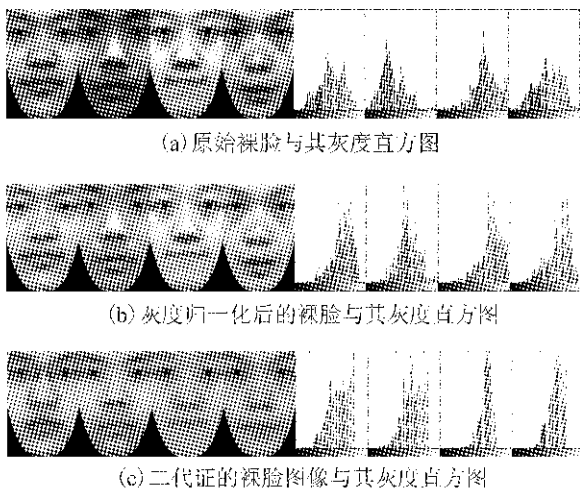 (a)原始裸脸与其灰度直方图
(b)灰度归一化后的裸脸与其灰度直方图
(c)二代证的裸脸图像与其灰度直方图